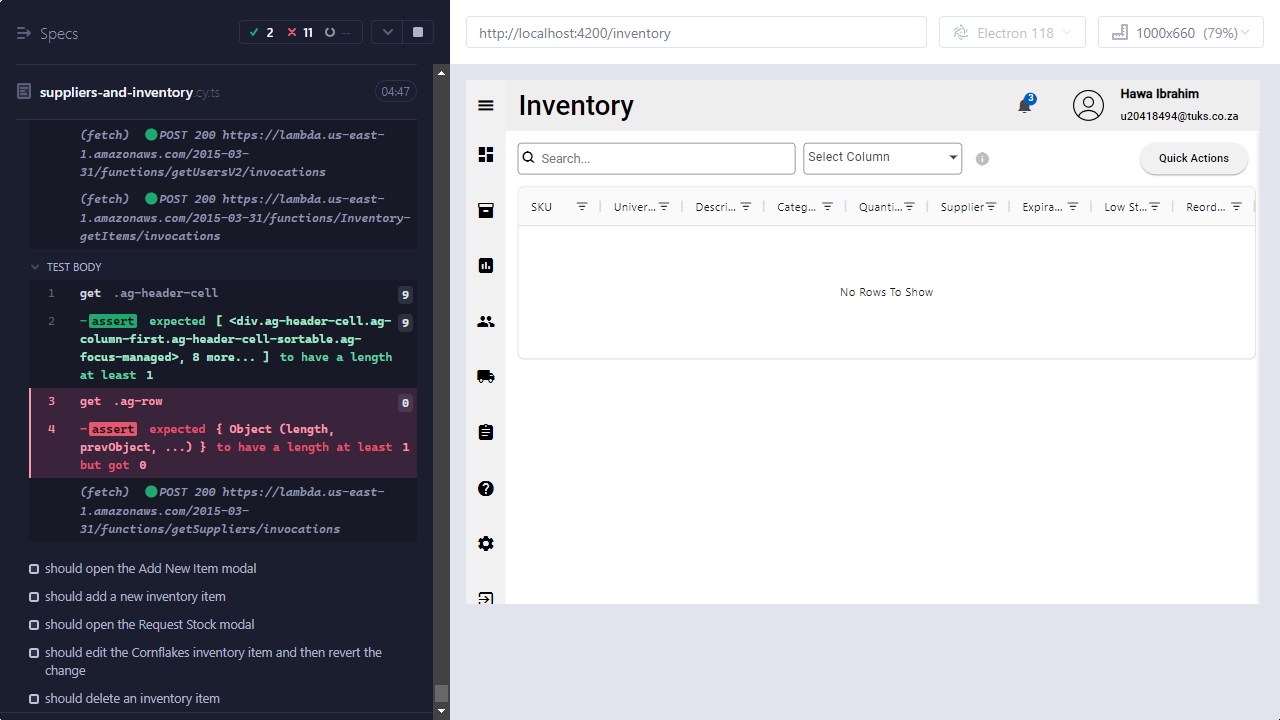 Specs
2
11
--
suppliers-and-inventory.cy.ts
04:47
(fetch) POST 200 https://lambda.us-east-
1.amazonaws.com/2015-03-
31/functions/getUsersV2/invocations
(fetch) POST 200 https://lambda.us-east-
1.amazonaws.com/2015-03-31/functions/Inventory-
getItems/invocations
TEST BODY
1 get .ag-header-cell 9
2 -assert expected [ <div.ag-header-cell.ag- 9
column-first.ag-header-cell-sortable.ag-
focus-managed>, 8 more... ] to have a length
at least 1
3 get .ag-row 0
4 -assert expected { Object (length,
prevObject, ...) } to have a length at least 1
but got 0
(fetch) POST 200 https://lambda.us-east-
1.amazonaws.com/2015-03-
31/functions/getSuppliers/invocations
should open the Add New Item modal
should add a new inventory item
should open the Request Stock modal
should edit the Cornflakes inventory item and then revert the
change
should delete an inventory item
http://localhost:4200/inventory
Electron 118
1000x660 (79%)
Inventory
3
Hawa Ibrahim
u20418494@tuks.co.za
Search...
Select Column
Quick Actions
SKU
Univer...
Descri...
Categ...
Quanti...
Supplier
Expira...
Low St...
Reord...
No Rows To Show